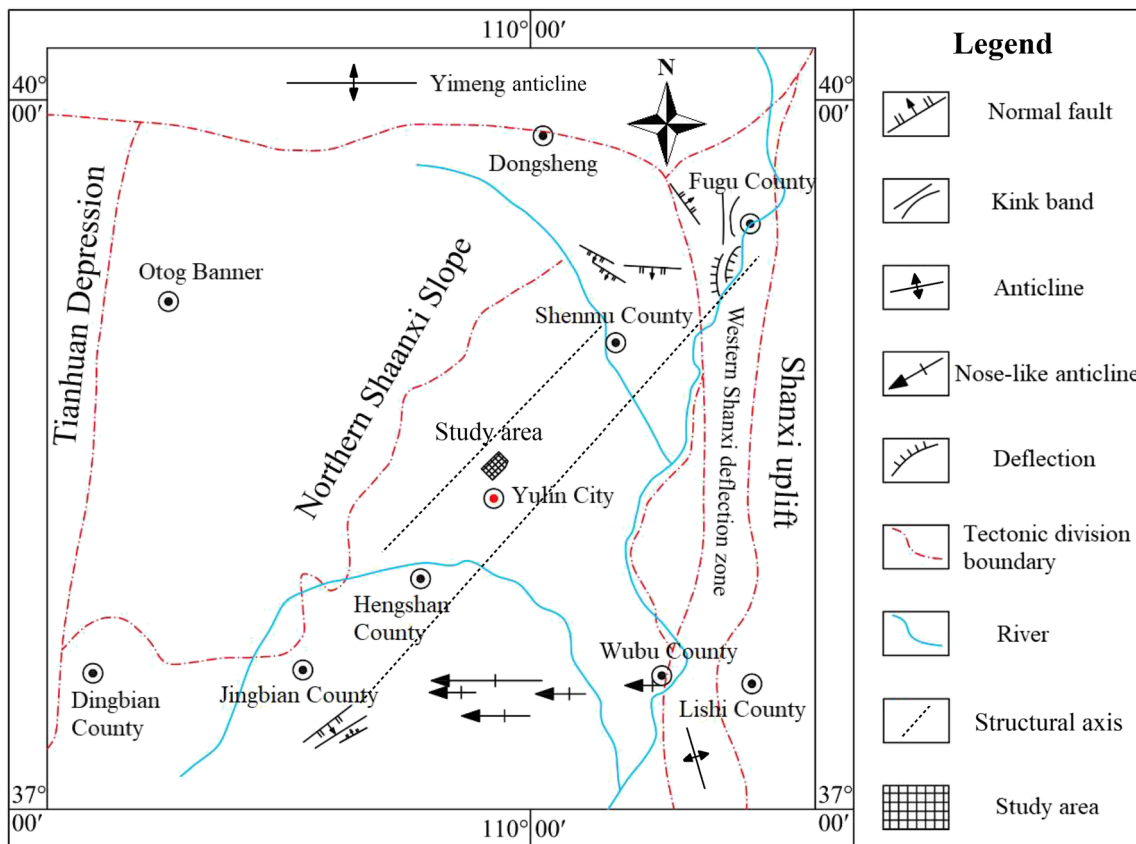 110° 00′
40°
00′
40°
00′
Yimeng anticline
N
Dongsheng
Fugu County
Tianhuan Depression
Otog Banner
Northern Shaanxi Slope
Shenmu County
Western Shanxi deflection zone
Shanxi uplift
Study area
Yulin City
Hengshan
County
Wubu County
Dingbian
County
Jingbian County
Lishi County
37°
00′
37°
00′
110° 00′
Legend
Normal fault
Kink band
Anticline
Nose-like anticline
Deflection
Tectonic division
boundary
River
Structural axis
Study area